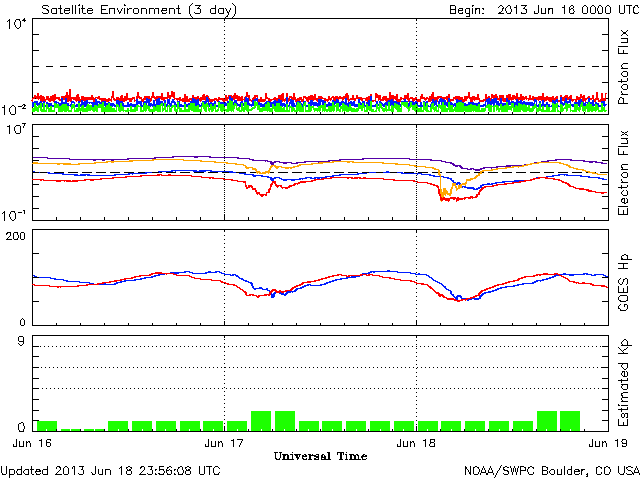 Satellite Environment (3 day) Begin: 2013 Jun 16 0000 UTC
10⁴
10⁻²
Proton Flux
10⁷
10⁻¹
Electron Flux
200
0
GOES Hp
9
0
Estimated Kp
Jun 16 Jun 17 Jun 18 Jun 19
Universal Time
Updated 2013 Jun 18 23:56:08 UTC NOAA/SWPC Boulder, CO USA